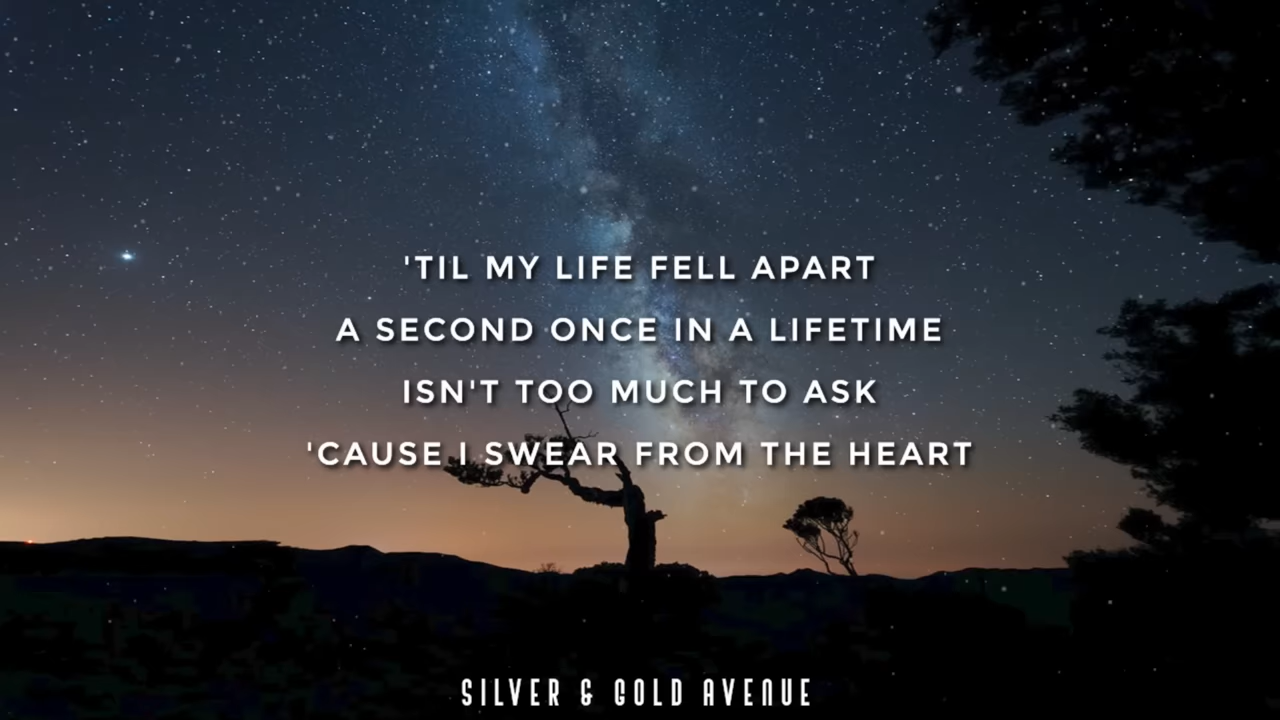 'TIL MY LIFE FELL APART
A SECOND ONCE IN A LIFETIME
ISN'T TOO MUCH TO ASK
'CAUSE I SWEAR FROM THE HEART
SILVER & GOLD AVENUE